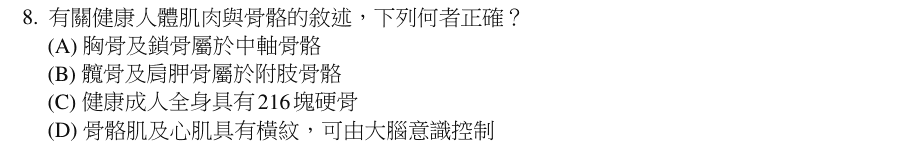 8. 有關健康人體肌肉與骨骼的敘述，下列何者正確？
(A) 胸骨及鎖骨屬於中軸骨骼
(B) 髖骨及肩胛骨屬於附肢骨骼
(C) 健康成人全身具有216塊硬骨
(D) 骨骼肌及心肌具有橫紋，可由大腦意識控制